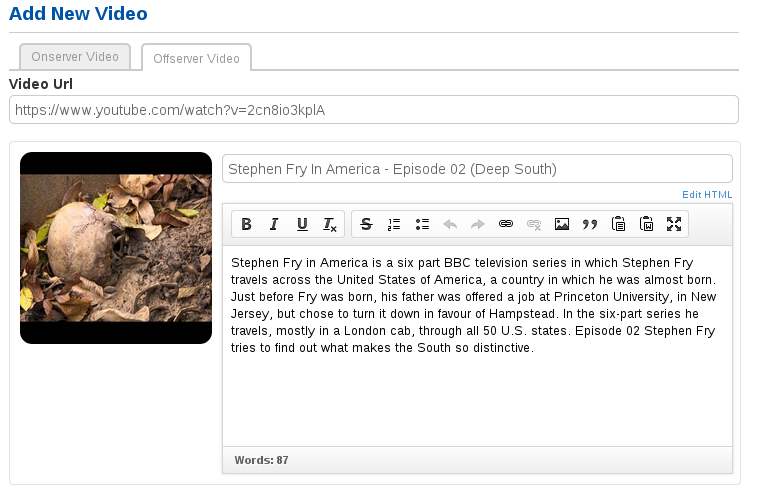 Add New Video
Onserver Video
Offserver Video
Video Url
https://www.youtube.com/watch?v=2cn8io3kplA
Stephen Fry In America - Episode 02 (Deep South)
Edit HTML
B I U Tx S
Stephen Fry in America is a six part BBC television series in which Stephen Fry
travels across the United States of America, a country in which he was almost born.
Just before Fry was born, his father was offered a job at Princeton University, in New
Jersey, but chose to turn it down in favour of Hampstead. In the six-part series he
travels, mostly in a London cab, through all 50 U.S. states. Episode 02 Stephen Fry
tries to find out what makes the South so distinctive.
Words: 87